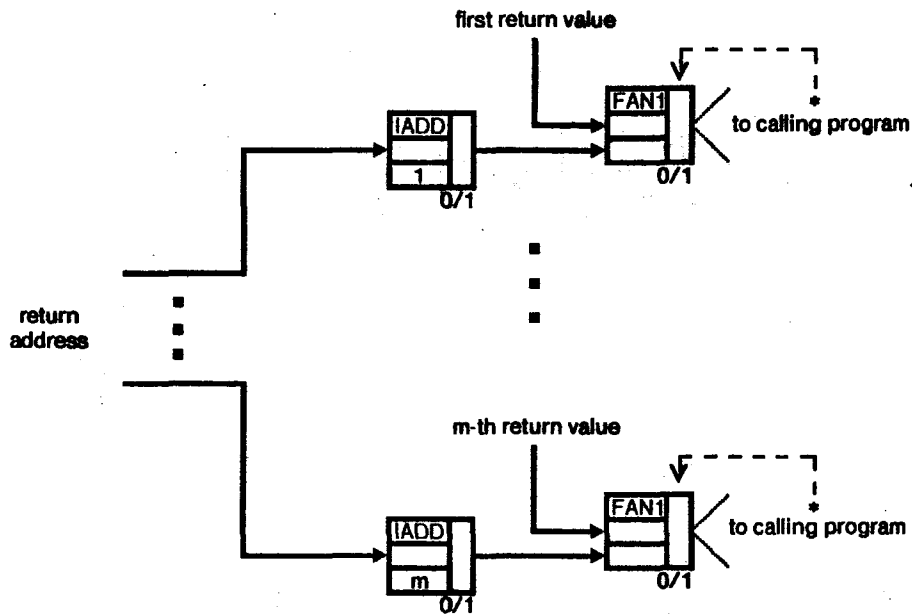 first return value
FAN1
to calling program
0/1
IADD
1
0/1
return
address
m-th return value
FAN1
to calling program
0/1
IADD
m
0/1